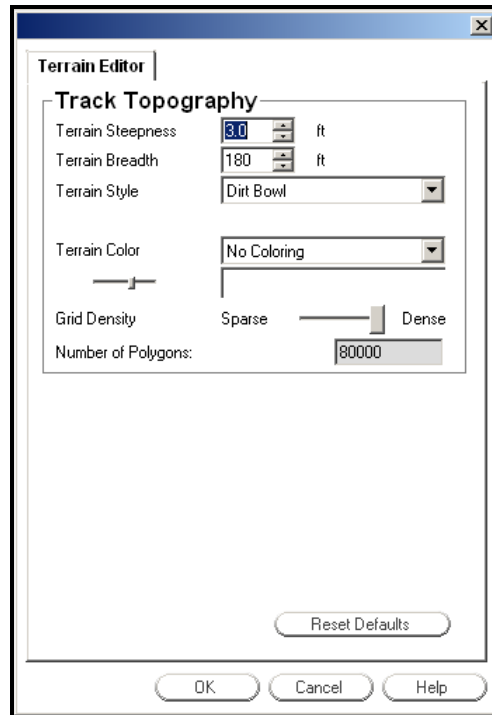 Terrain Editor
Track Topography
Terrain Steepness 3.0 ft
Terrain Breadth 180 ft
Terrain Style Dirt Bowl
Terrain Color No Coloring
Grid Density Sparse Dense
Number of Polygons: 80000
Reset Defaults
OK Cancel Help